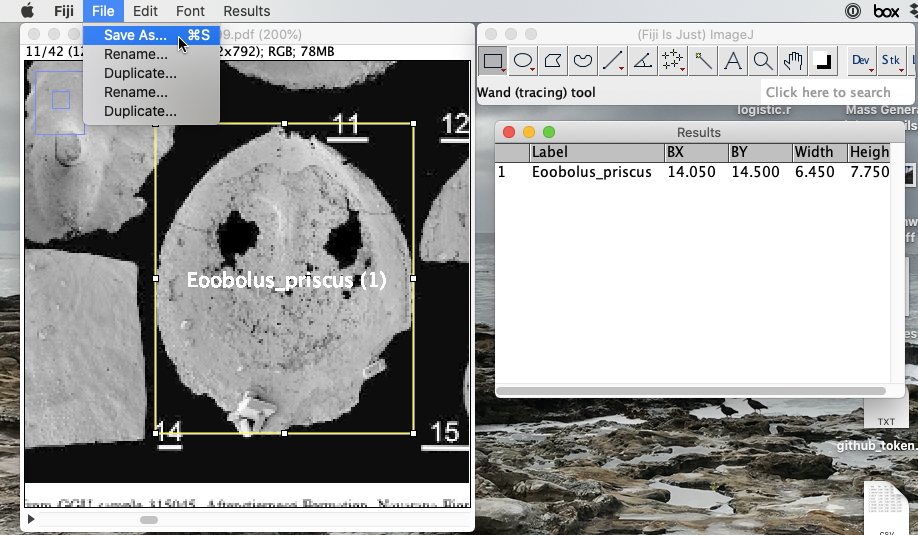 Fiji File Edit Font Results box
Save As... ⌘S
Rename...
Duplicate...
Rename...
Duplicate...
9.pdf (200%)
11/42 (12
2x792); RGB; 78MB
11
12
Eoobolus_priscus (1)
14
15
(Fiji Is Just) ImageJ
Dev Stk
Wand (tracing) tool
Click here to search
logistic.r
Mass General
Results
Label BX BY Width Heigh
1 Eoobolus_priscus 14.050 14.500 6.450 7.750
TXT
github_token.
CSV